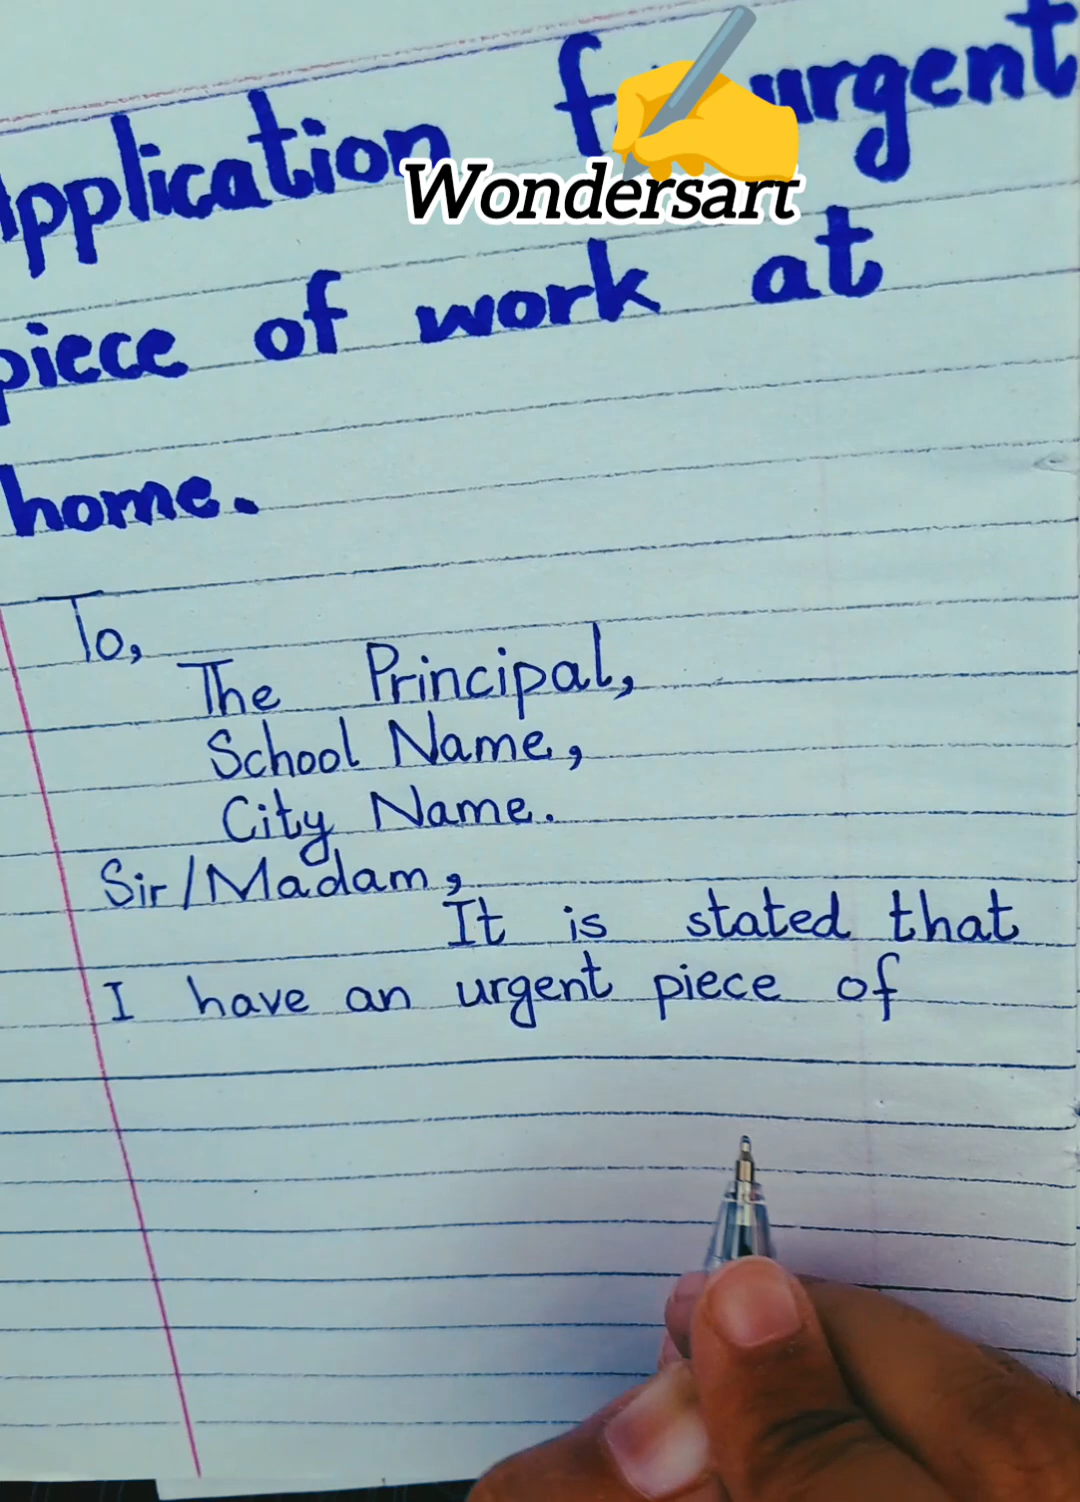 Application f urgent
Wondersart
piece of work at
home.
To,
The Principal,
School Name,
City Name.
Sir/Madam,
It is stated that
I have an urgent piece of